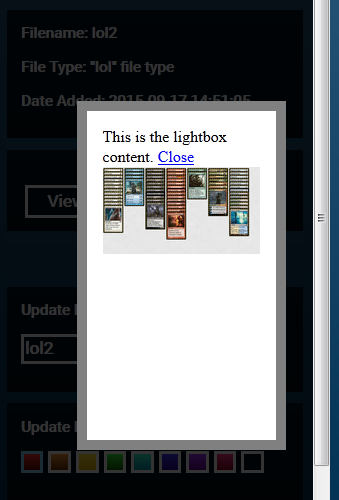 Filename: lol2
File Type: "lol" file type
Date Added: 2015-09-17 14:51:05
This is the lightbox
content. Close
View
Update
lol2
Update